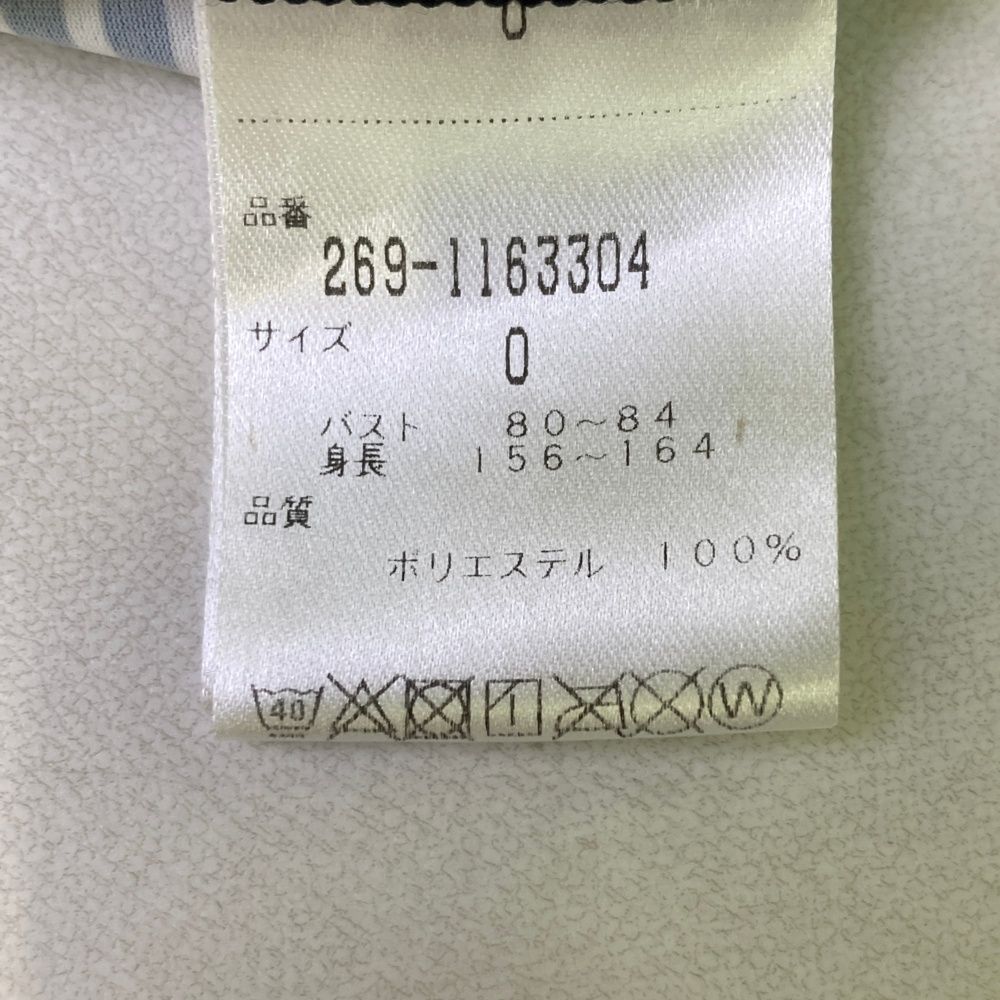 0
品番
269-1163304
サイズ
0
バスト 80～84
身長 156～164
品質
ポリエステル 100%
40
W